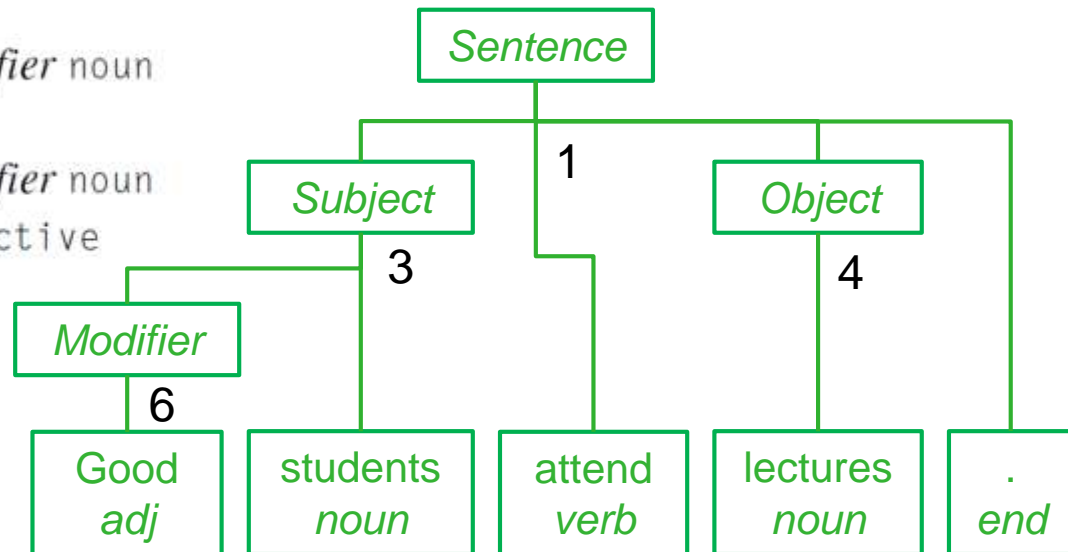 fier noun
fier noun
ctive
Sentence
1
Subject
Object
3
4
Modifier
6
Good
adj
students
noun
attend
verb
lectures
noun
.
end